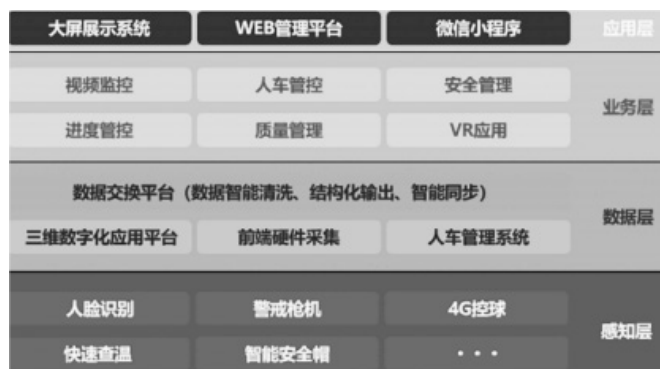 大屏展示系统 WEB管理平台 微信小程序 应用层
视频监控 人车管控 安全管理
业务层
进度管控 质量管理 VR应用
数据交换平台（数据智能清洗、结构化输出、智能同步）
数据层
三维数字化应用平台 前端硬件采集 人车管理系统
人脸识别 警戒枪机 4G控球
感知层
快速查温 智能安全帽 · · ·